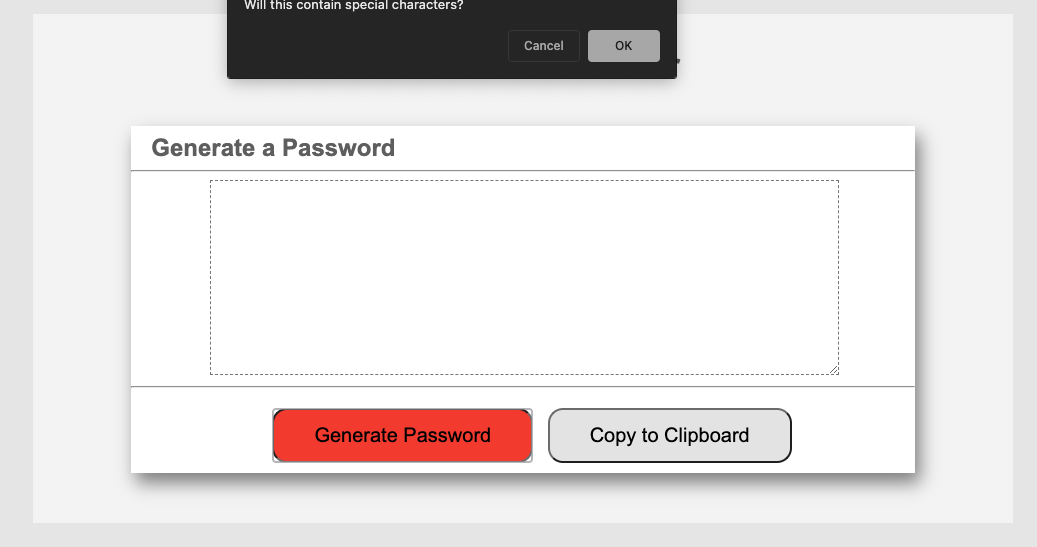 Will this contain special characters?
Cancel
OK
Generate a Password
Generate Password
Copy to Clipboard